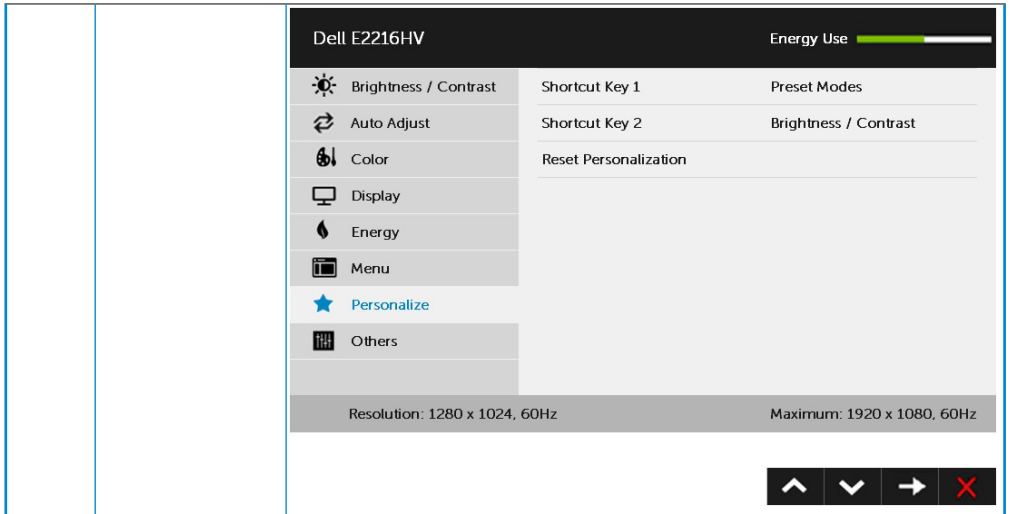 Dell E2216HV Energy Use
Brightness / Contrast Shortcut Key 1 Preset Modes
Auto Adjust Shortcut Key 2 Brightness / Contrast
Color Reset Personalization
Display
Energy
Menu
Personalize
Others
Resolution: 1280 x 1024, 60Hz Maximum: 1920 x 1080, 60Hz